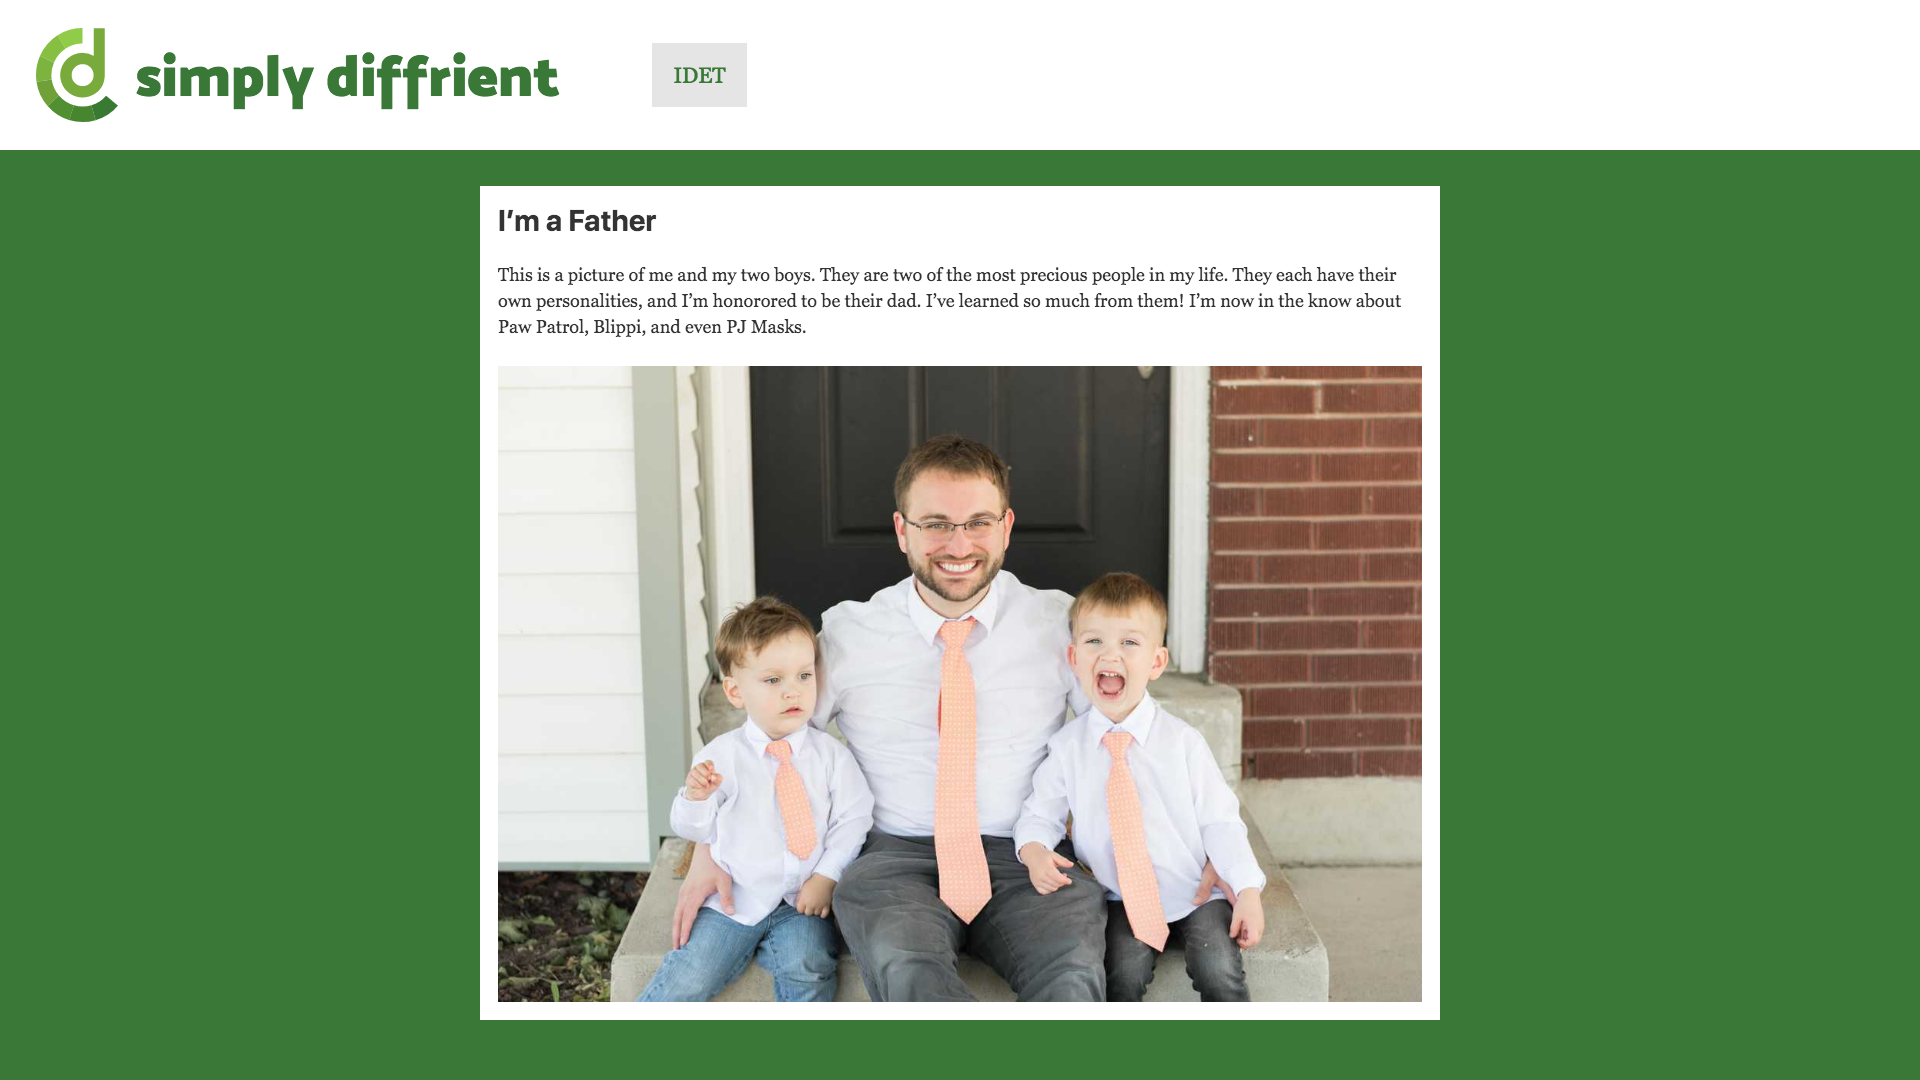 simply diffrient
IDET
I’m a Father
This is a picture of me and my two boys. They are two of the most precious people in my life. They each have their
own personalities, and I’m honorored to be their dad. I’ve learned so much from them! I’m now in the know about
Paw Patrol, Blippi, and even PJ Masks.